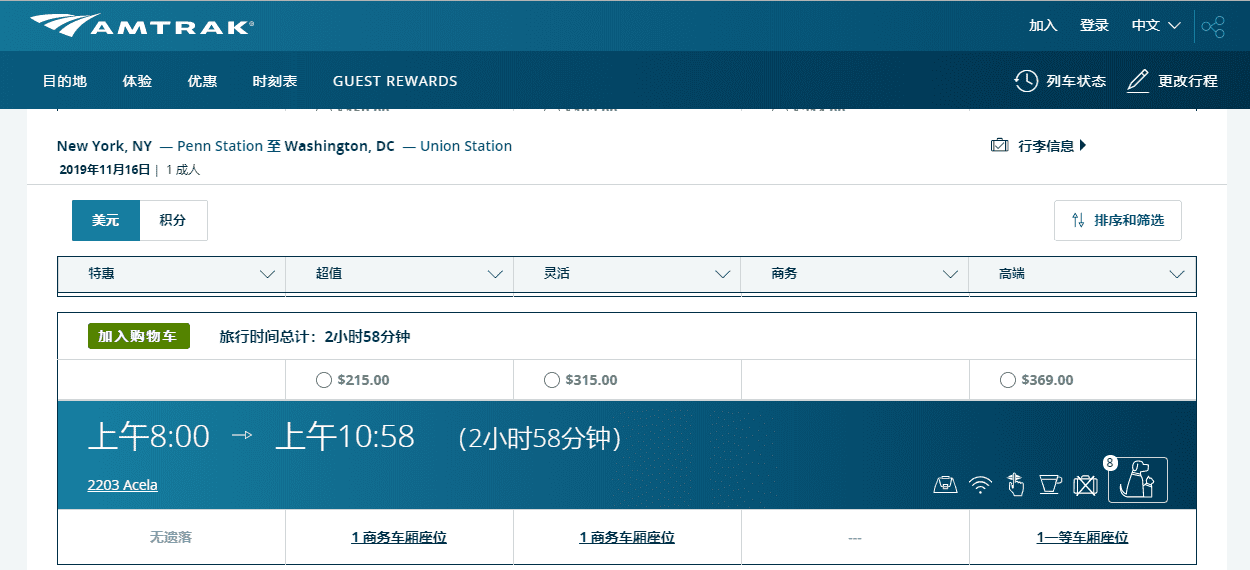 AMTRAK®
加入 登录 中文
目的地 体验 优惠 时刻表 GUEST REWARDS 列车状态 更改行程
New York, NY — Penn Station 至 Washington, DC — Union Station 行李信息
2019年11月16日 | 1 成人
美元 积分 排序和筛选
特惠 超值 灵活 商务 高端
加入购物车 旅行时间总计：2小时58分钟
$215.00 $315.00 $369.00
上午8:00 → 上午10:58 （2小时58分钟）
8
2203 Acela
无遗落 1 商务车厢座位 1 商务车厢座位 --- 1一等车厢座位